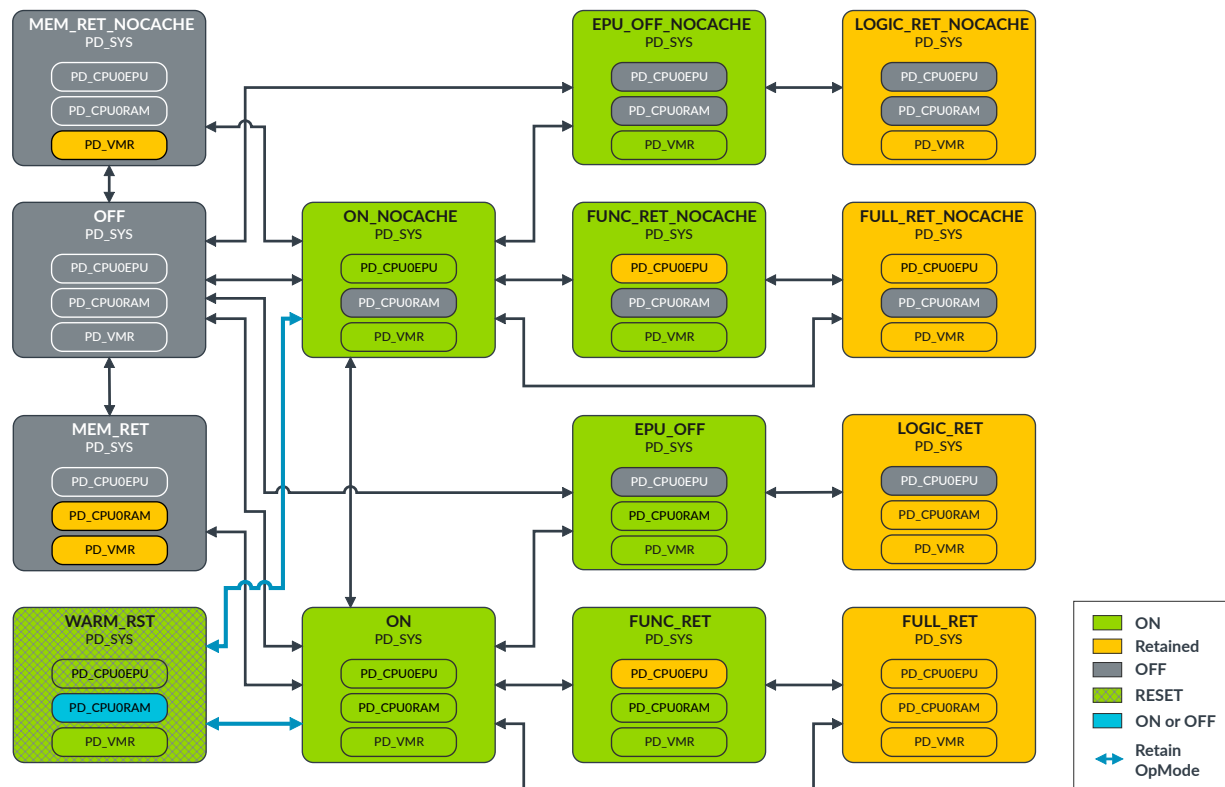 MEM_RET_NOCACHE
PD_SYS
PD_CPU0EPU
PD_CPU0RAM
PD_VMR
EPU_OFF_NOCACHE
PD_SYS
PD_CPU0EPU
PD_CPU0RAM
PD_VMR
LOGIC_RET_NOCACHE
PD_SYS
PD_CPU0EPU
PD_CPU0RAM
PD_VMR
OFF
PD_SYS
PD_CPU0EPU
PD_CPU0RAM
PD_VMR
ON_NOCACHE
PD_SYS
PD_CPU0EPU
PD_CPU0RAM
PD_VMR
FUNC_RET_NOCACHE
PD_SYS
PD_CPU0EPU
PD_CPU0RAM
PD_VMR
FULL_RET_NOCACHE
PD_SYS
PD_CPU0EPU
PD_CPU0RAM
PD_VMR
MEM_RET
PD_SYS
PD_CPU0EPU
PD_CPU0RAM
PD_VMR
EPU_OFF
PD_SYS
PD_CPU0EPU
PD_CPU0RAM
PD_VMR
LOGIC_RET
PD_SYS
PD_CPU0EPU
PD_CPU0RAM
PD_VMR
WARM_RST
PD_SYS
PD_CPU0EPU
PD_CPU0RAM
PD_VMR
ON
PD_SYS
PD_CPU0EPU
PD_CPU0RAM
PD_VMR
FUNC_RET
PD_SYS
PD_CPU0EPU
PD_CPU0RAM
PD_VMR
FULL_RET
PD_SYS
PD_CPU0EPU
PD_CPU0RAM
PD_VMR
ON
Retained
OFF
RESET
ON or OFF
Retain
OpMode